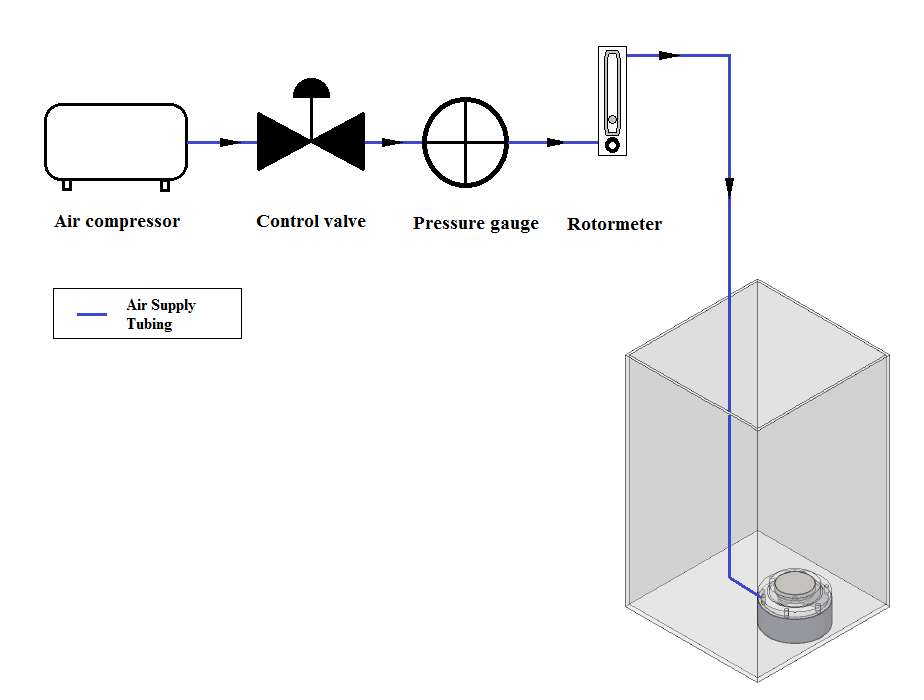 Air compressor
Control valve
Pressure gauge
Rotormeter
Air Supply
Tubing